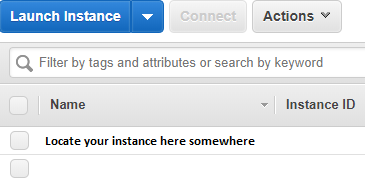 Launch Instance Connect Actions
Filter by tags and attributes or search by keyword
Name Instance ID
Locate your instance here somewhere